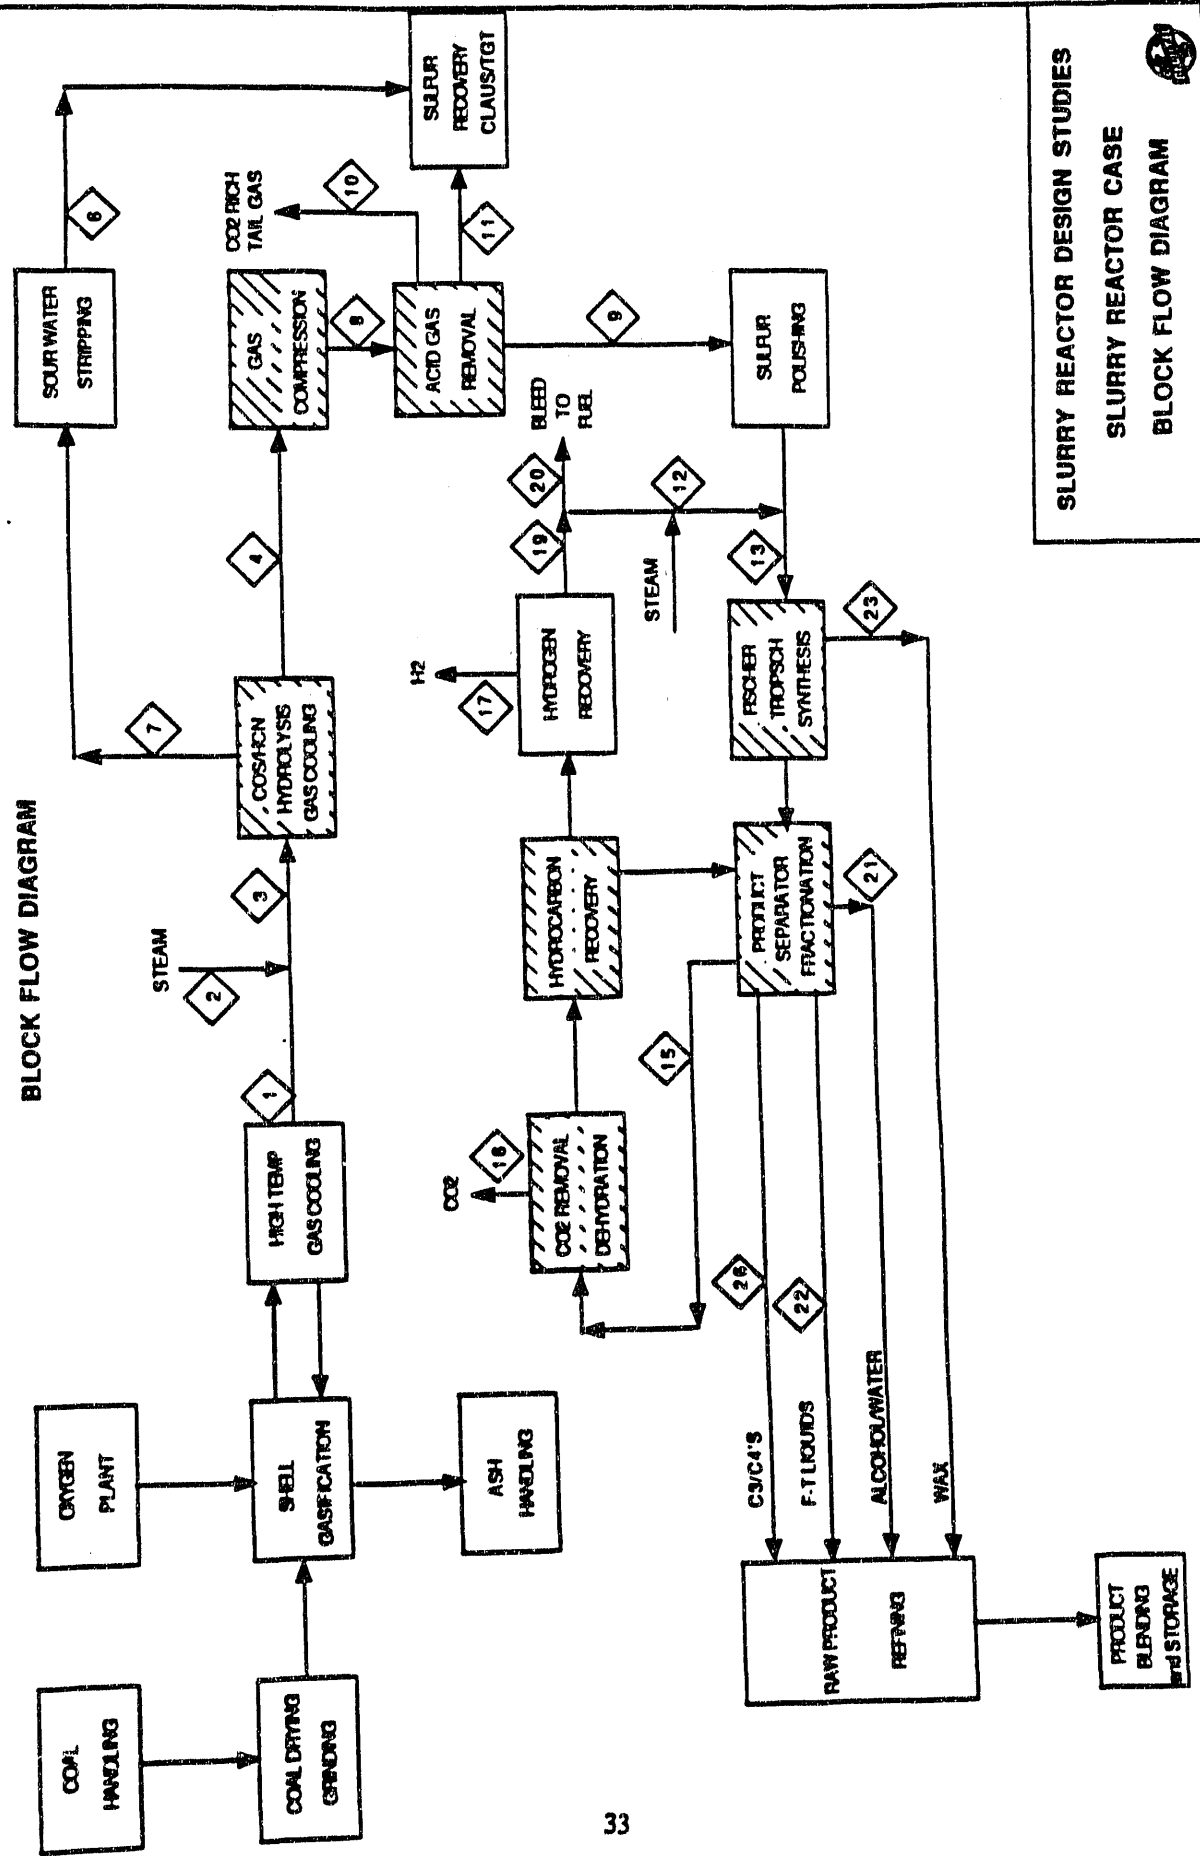 BLOCK FLOW DIAGRAM
COAL
HANDLING
COAL DRYING
GRINDING
OXYGEN
PLANT
SHELL
GASIFICATION
ASH
HANDLING
HIGH TEMP
GAS COOLING
1
STEAM
2
3
COS/HCN
HYDROLYSIS
GAS COOLING
7
4
SOUR WATER
STRIPPING
6
GAS
COMPRESSION
8
CO2 RICH
TAIL GAS
10
ACID GAS
REMOVAL
11
SULFUR
RECOVERY
CLAUS/TGT
9
SULFUR
POLISHING
CO2
16
CO2 REMOVAL
DEHYDRATION
HYDROCARBON
RECOVERY
H2
17
HYDROGEN
RECOVERY
19
20
BLEED
TO
FUEL
STEAM
12
13
FISCHER
TROPSCH
SYNTHESIS
23
15
PRODUCT
SEPARATOR
FRACTIONATION
21
26
22
C3/C4'S
F-T LIQUIDS
ALCOHOL/WATER
WAX
RAW PRODUCT
REFINING
PRODUCT
BLENDING
and STORAGE
SLURRY REACTOR DESIGN STUDIES
SLURRY REACTOR CASE
BLOCK FLOW DIAGRAM
33